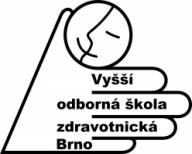 Vyšší
odborná škola
zdravotnická
Brno